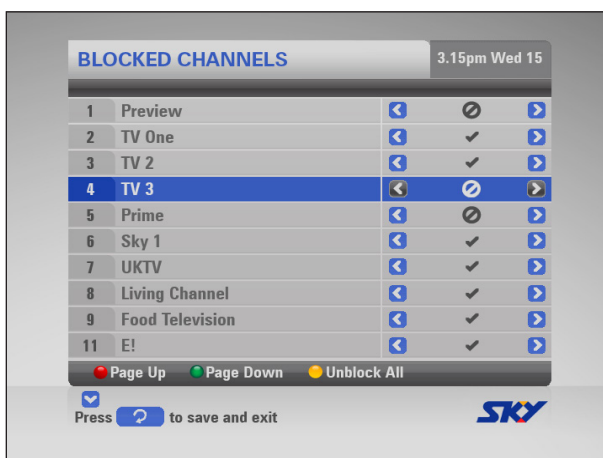 BLOCKED CHANNELS 3.15pm Wed 15
1 Preview
2 TV One
3 TV 2
4 TV 3
5 Prime
6 Sky 1
7 UKTV
8 Living Channel
9 Food Television
11 E!
Page Up Page Down Unblock All
Press to save and exit
SKY